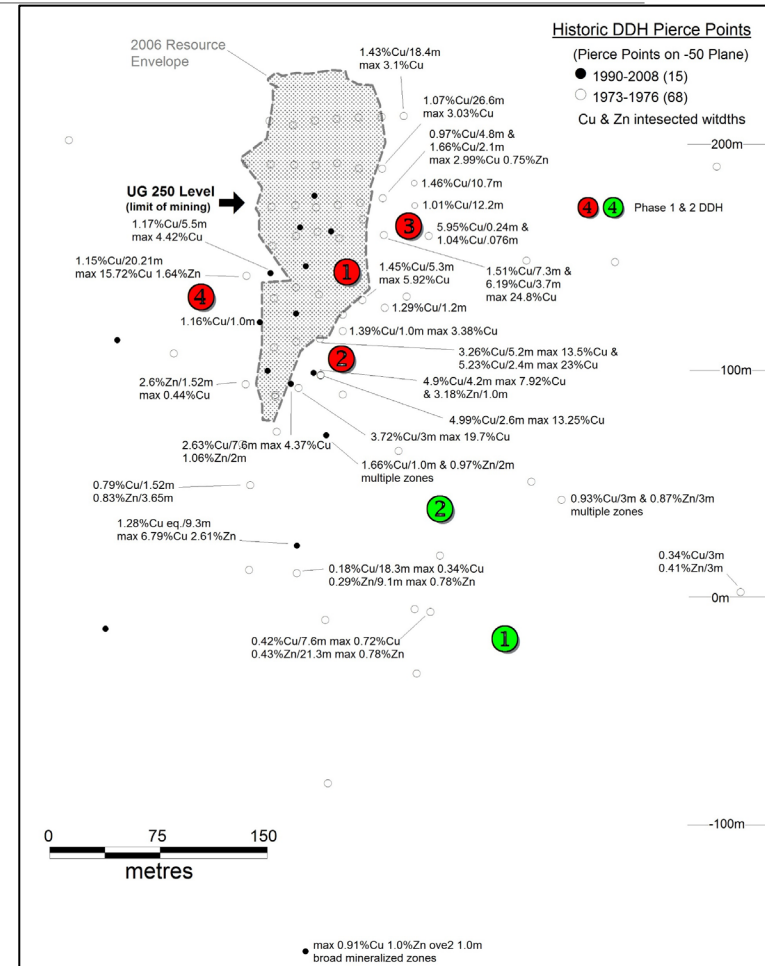 Historic DDH Pierce Points
(Pierce Points on -50 Plane)
1990-2008 (15)
1973-1976 (68)
Cu & Zn intesected witdths
4 4 Phase 1 & 2 DDH
2006 Resource
Envelope
1.43%Cu/18.4m
max 3.1%Cu
1.07%Cu/26.6m
max 3.03%Cu
0.97%Cu/4.8m &
1.66%Cu/2.1m
max 2.99%Cu 0.75%Zn
200m
1.46%Cu/10.7m
UG 250 Level
(limit of mining)
1.01%Cu/12.2m
3
5.95%Cu/0.24m &
1.04%Cu/.076m
1.17%Cu/5.5m
max 4.42%Cu
1.15%Cu/20.21m
max 15.72%Cu 1.64%Zn
1
1.45%Cu/5.3m
max 5.92%Cu
1.51%Cu/7.3m &
6.19%Cu/3.7m
max 24.8%Cu
4
1.29%Cu/1.2m
1.16%/1.0m
1.39%Cu/1.0m max 3.38%Cu
2
3.26%Cu/5.2m max 13.5%Cu &
5.23%Cu/2.4m max 23%Cu
100m
4.9%Cu/4.2m max 7.92%Cu
& 3.18%Zn/1.0m
2.6%Zn/1.52m
max 0.44%Cu
4.99%Cu/2.6m max 13.25%Cu
3.72%Cu/3m max 19.7%Cu
2.63%Cu/7.6m max 4.37%Cu
1.06%Zn/2m
1.66%Cu/1.0m & 0.97%Zn/2m
multiple zones
0.79%Cu/1.52m
0.83%Zn/3.65m
0.93%Cu/3m & 0.87%Zn/3m
multiple zones
2
1.28%Cu eq./9.3m
max 6.79%Cu 2.61%Zn
0.18%Cu/18.3m max 0.34%Cu
0.29%Zn/9.1m max 0.78%Zn
0.34%Cu/3m
0.41%Zn/3m
0m
0.42%Cu/7.6m max 0.72%Cu
0.43%Zn/21.3m max 0.78%Zn
1
-100m
0 75 150
metres
max 0.91%Cu 1.0%Zn ove2 1.0m
broad mineralized zones